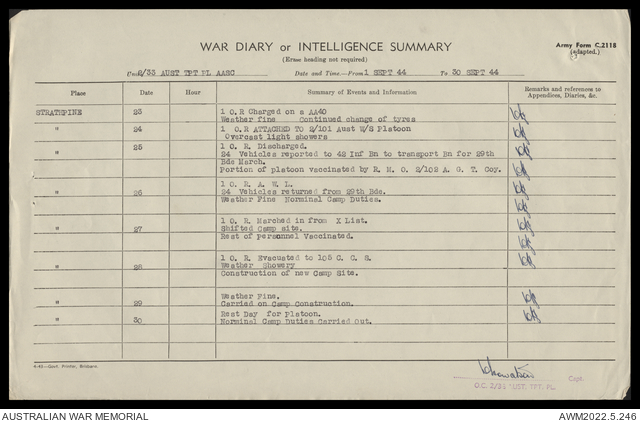 WAR DIARY or INTELLIGENCE SUMMARY
Army Form C.2118
(adapted.)
(Erase heading not required)
Unit 2/33 AUST TPT PL AASC Date and Time.—From 1 SEPT 44 To 30 SEPT 44
Place Date Hour Summary of Events and Information Remarks and references to Appendices, Diaries, &c.
STRATHPINE 23 1 O.R Charged on a AA40
Weather fine Continued change of tyres
" 24 1 O.R ATTACHED TO 2/101 Aust W/S Platoon
Overcast light showers
" 25 1 O.R. Discharged.
24 Vehicles reported to 42 Inf Bn to transport Bn for 29th
Bde March.
Portion of platoon vaccinated by R. M. O. 2/102 A. G. T. Coy.
" 26 1 O.R. A. W. L.
24 Vehicles returned from 29th Bde.
Weather Fine Norminal Camp Duties.
" 27 1 O. R. Marched in from X List.
Shifted Camp site.
Rest of personnel Vaccinated.
" 28 1 O.R. Evacuated to 105 C. C. S.
Weather Showery
Construction of new Camp Site.
" 29 Weather Fine.
Carried on Camp Construction.
" 30 Rest Day for platoon.
Norminal Camp Duties Carried Out.
4-43—Govt. Printer, Brisbane.
Capt.
O.C. 2/33 AUST. TPT. PL.
AUSTRALIAN WAR MEMORIAL
AWM2022.5.246